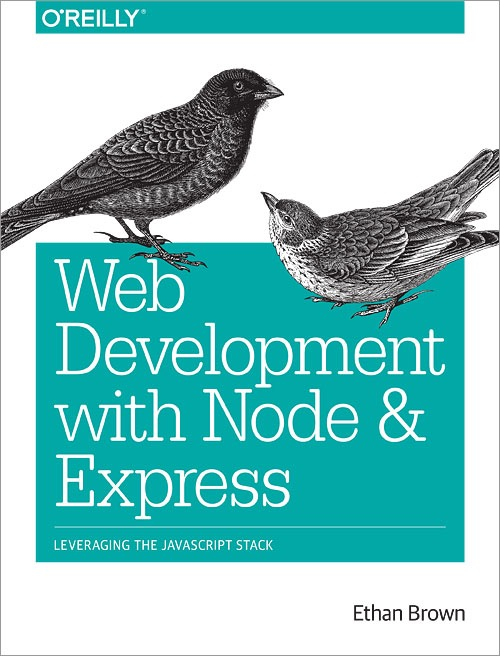 O'REILLY®
Web
Development
with Node &
Express
LEVERAGING THE JAVASCRIPT STACK
Ethan Brown